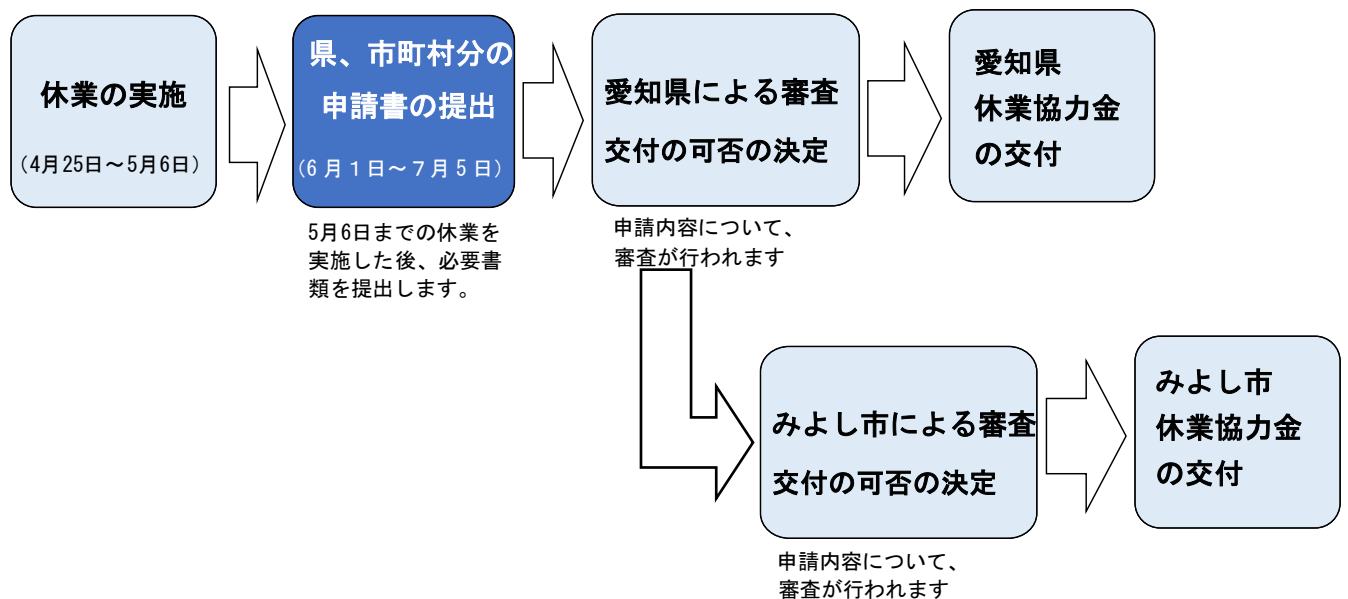 休業の実施
(4月25日～5月6日)
県、市町村分の
申請書の提出
(6月1日～7月5日)
5月6日までの休業を
実施した後、必要書
類を提出します。
愛知県による審査
交付の可否の決定
申請内容について、
審査が行われます
愛知県
休業協力金
の交付
みよし市による審査
交付の可否の決定
申請内容について、
審査が行われます
みよし市
休業協力金
の交付